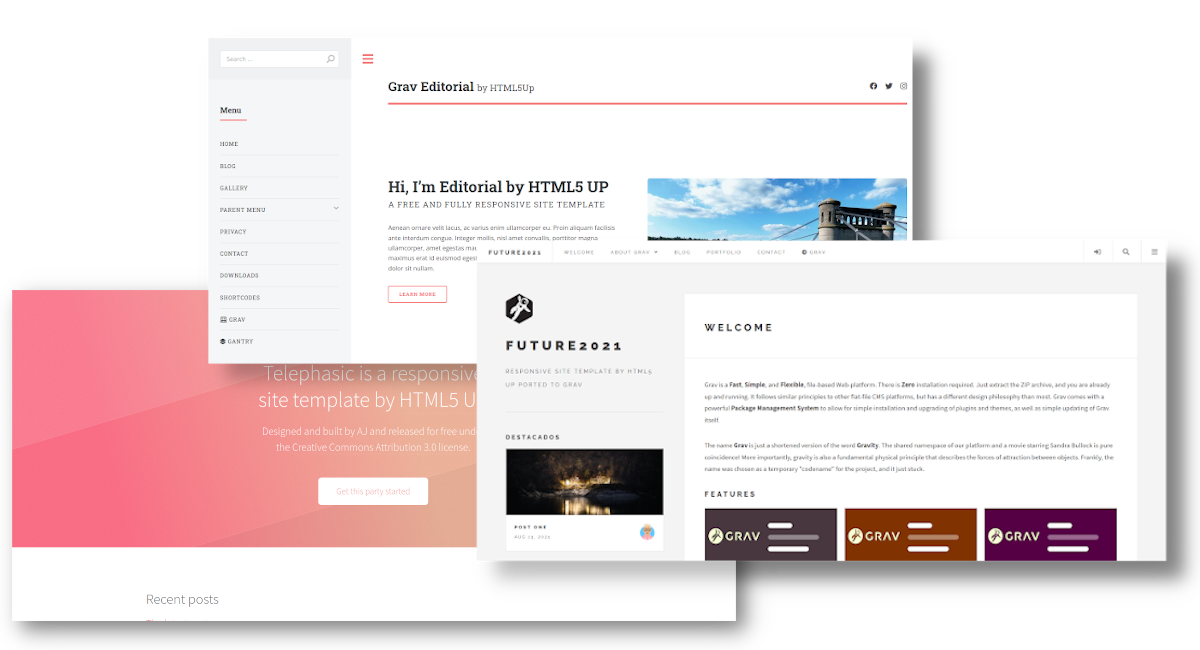 Search ...
Menu
HOME
BLOG
GALLERY
PARENT MENU
PRIVACY
CONTACT
DOWNLOADS
SHORTCODES
GRAV
GANTRY
Grav Editorial by HTML5Up
Hi, I'm Editorial by HTML5 UP
A FREE AND FULLY RESPONSIVE SITE TEMPLATE
Aenean ornare velit lacus, ac varius enim ullamcorper eu. Proin aliquam facilisis
ante interdum congue. Integer mollis, nisl amet convallis, porttitor magna
ullamcorper, amet egestas mau
maximus erat id euismod egest
dolor sit nullam.
LEARN MORE
Telephasic is a responsive
site template by HTML5 U
Designed and built by AJ and released for free unde
the Creative Commons Attribution 3.0 license.
Get this party started
Recent posts
FUTURE2021
WELCOME
ABOUT GRAV
BLOG
PORTFOLIO
CONTACT
GRAV
FUTURE2021
RESPONSIVE SITE TEMPLATE BY HTML5
UP PORTED TO GRAV
DESTACADOS
POST ONE
WELCOME
Grav is a Fast, Simple, and Flexible, file-based Web-platform. There is Zero installation required. Just extract the ZIP archive, and you are already
up and running. It follows similar principles to other flat-file CMS platforms, but has a different design philosophy than most. Grav comes with a
powerful Package Management System to allow for simple installation and upgrading of plugins and themes, as well as simple updating of Grav
itself.
The name Grav is just a shortened version of the word Gravity. The shared namespace of our platform and a movie starring Sandra Bullock is pure
coincidence! More importantly, gravity is also a fundamental physical principle that describes the forces of attraction between objects. Frankly, the
name was chosen as a temporary "codename" for the project, and it just stuck.
FEATURES
GRAV
GRAV
GRAV